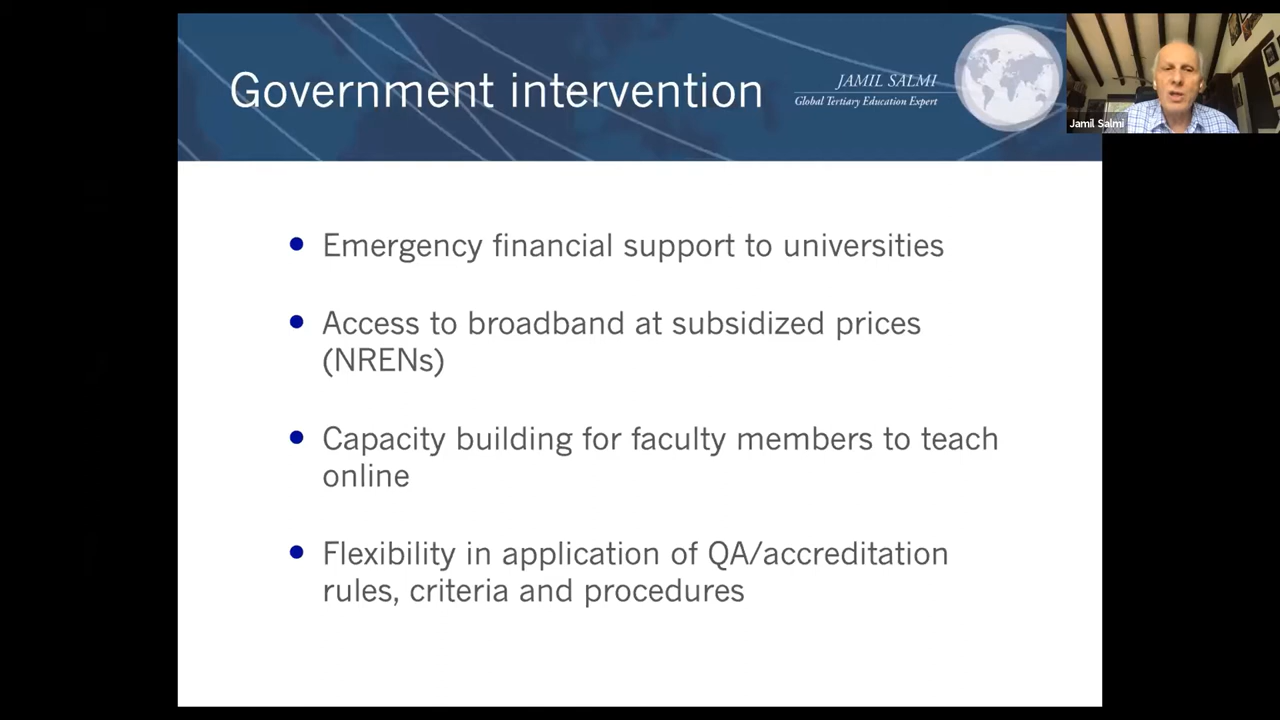 Government intervention
JAMIL SALMI
Global Tertiary Education Expert
Jamil Salmi
Emergency financial support to universities
Access to broadband at subsidized prices
(NRENs)
Capacity building for faculty members to teach
online
Flexibility in application of QA/accreditation
rules, criteria and procedures